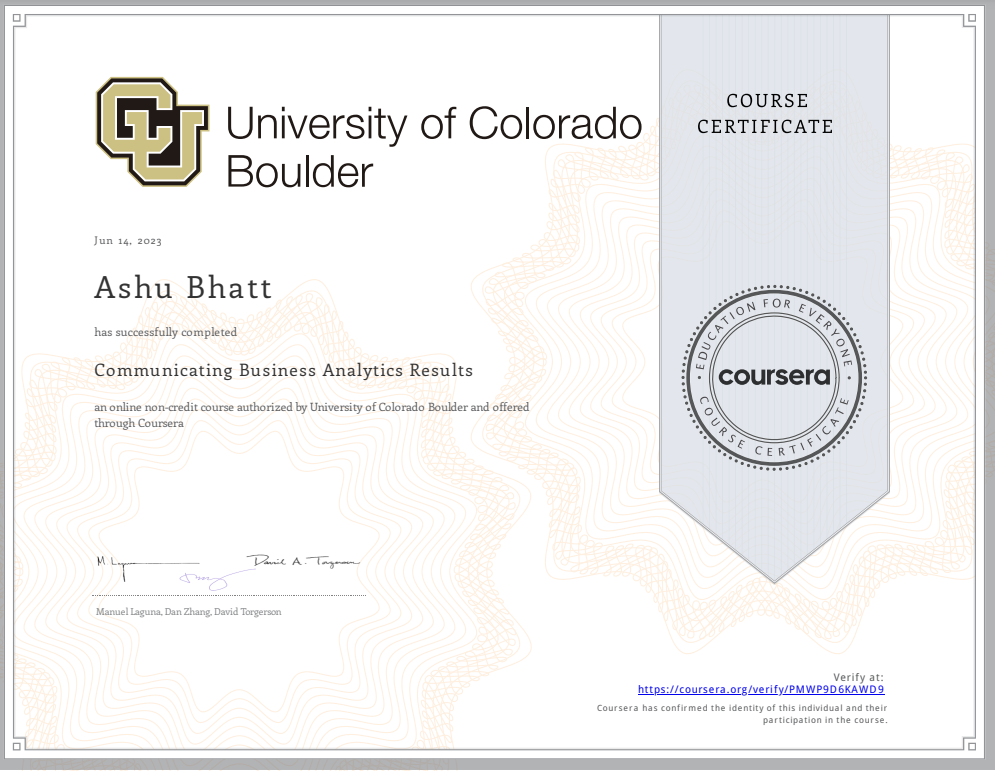 CU
University of Colorado
Boulder
COURSE
CERTIFICATE
Jun 14, 2023
Ashu Bhatt
has successfully completed
Communicating Business Analytics Results
an online non-credit course authorized by University of Colorado Boulder and offered
through Coursera
EDUCATION FOR EVERYONE
coursera
COURSE CERTIFICATE
M Laguna
David A. Torgerson
Manuel Laguna, Dan Zhang, David Torgerson
Verify at:
https://coursera.org/verify/PMWP9D6KAWD9
Coursera has confirmed the identity of this individual and their
participation in the course.